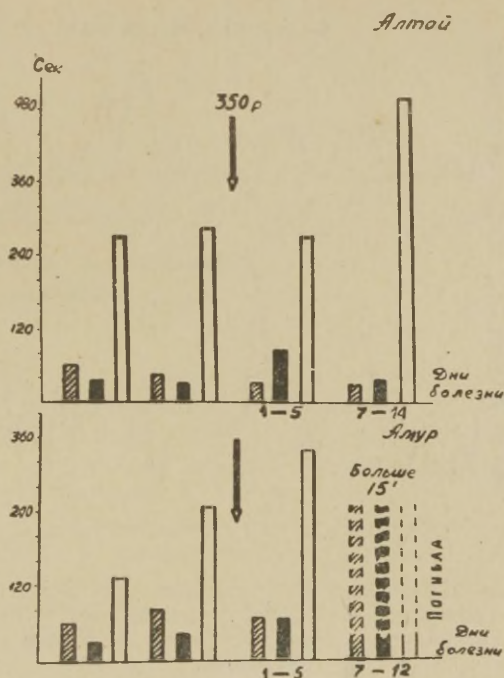 Алтой
Сек
350 р
480
360
240
120
Дни
болезни
1-5
7-14
Амур
360
Больше
15'
240
120
Погибла
Дни
болезни
1-5
7-12